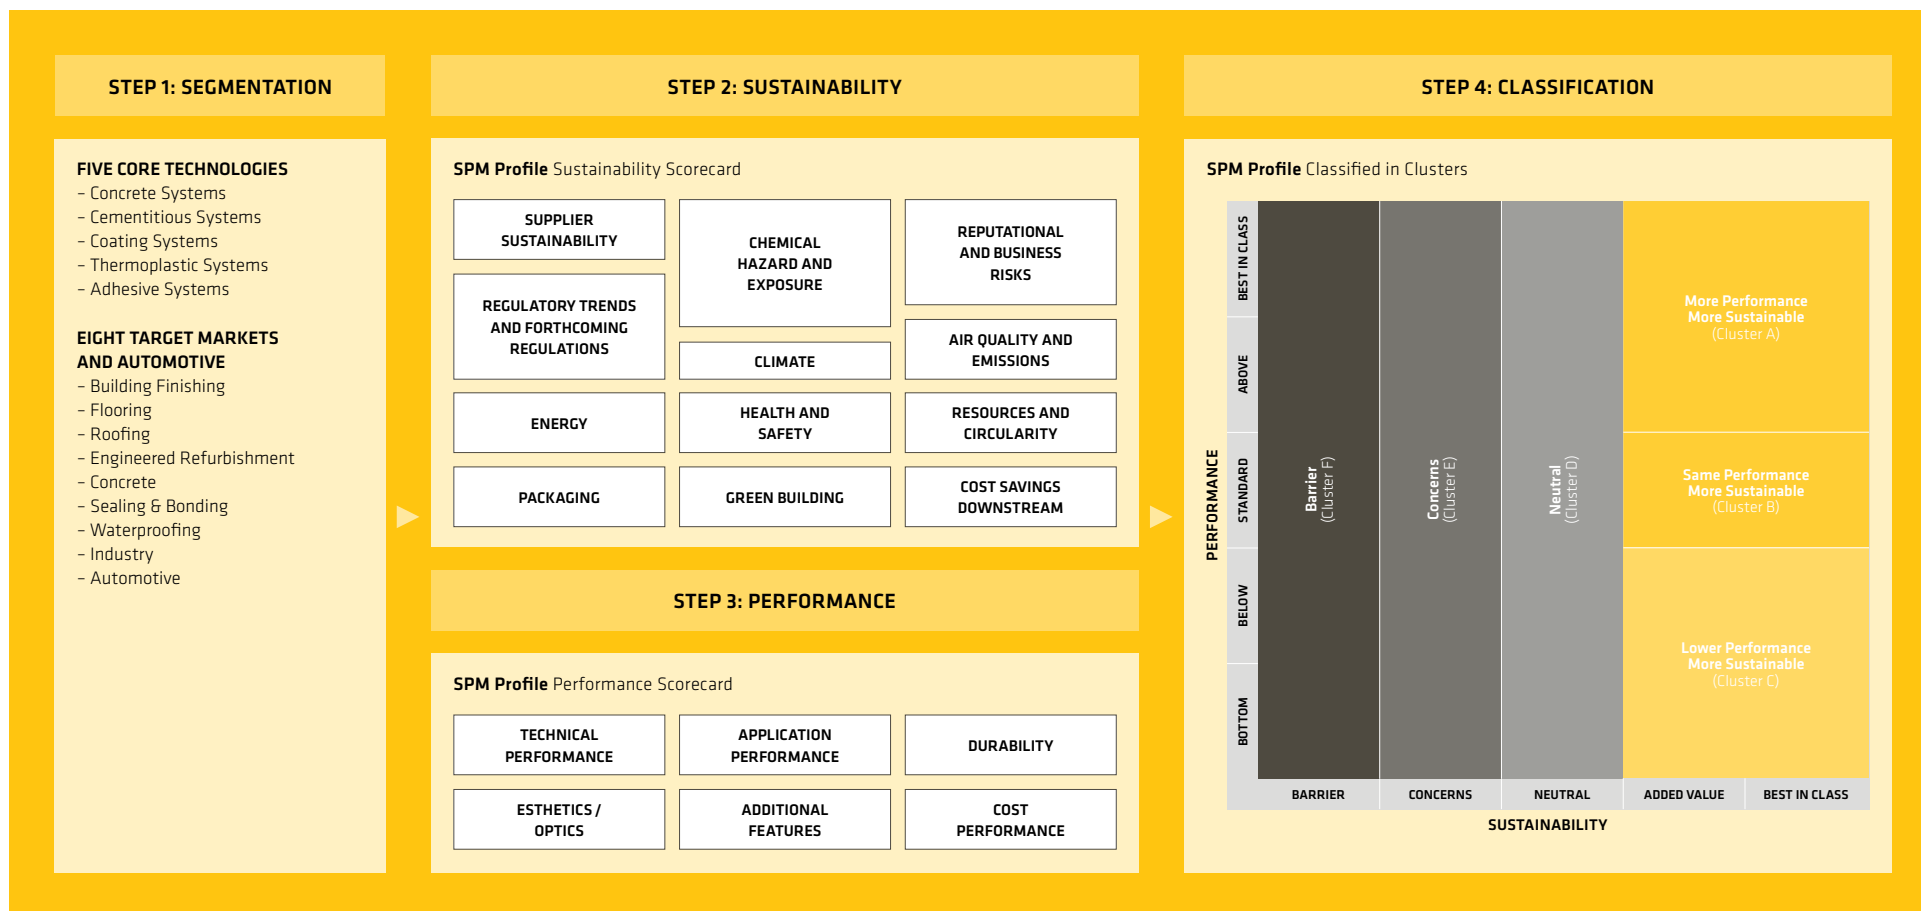 STEP 1: SEGMENTATION
FIVE CORE TECHNOLOGIES
– Concrete Systems
– Cementitious Systems
– Coating Systems
– Thermoplastic Systems
– Adhesive Systems
EIGHT TARGET MARKETS
AND AUTOMOTIVE
– Building Finishing
– Flooring
– Roofing
– Engineered Refurbishment
– Concrete
– Sealing & Bonding
– Waterproofing
– Industry
– Automotive
STEP 2: SUSTAINABILITY
SPM Profile Sustainability Scorecard
SUPPLIER
SUSTAINABILITY
CHEMICAL
HAZARD AND
EXPOSURE
REPUTATIONAL
AND BUSINESS
RISKS
REGULATORY TRENDS
AND FORTHCOMING
REGULATIONS
CLIMATE
AIR QUALITY AND
EMISSIONS
ENERGY
HEALTH AND
SAFETY
RESOURCES AND
CIRCULARITY
PACKAGING
GREEN BUILDING
COST SAVINGS
DOWNSTREAM
STEP 3: PERFORMANCE
SPM Profile Performance Scorecard
TECHNICAL
PERFORMANCE
APPLICATION
PERFORMANCE
DURABILITY
ESTHETICS /
OPTICS
ADDITIONAL
FEATURES
COST
PERFORMANCE
STEP 4: CLASSIFICATION
SPM Profile Classified in Clusters
PERFORMANCE
BEST IN CLASS
ABOVE
STANDARD
BELOW
BOTTOM
Barrier
(Cluster F)
Concerns
(Cluster E)
Neutral
(Cluster D)
More Performance
More Sustainable
(Cluster A)
Same Performance
More Sustainable
(Cluster B)
Lower Performance
More Sustainable
(Cluster C)
BARRIER
CONCERNS
NEUTRAL
ADDED VALUE
BEST IN CLASS
SUSTAINABILITY